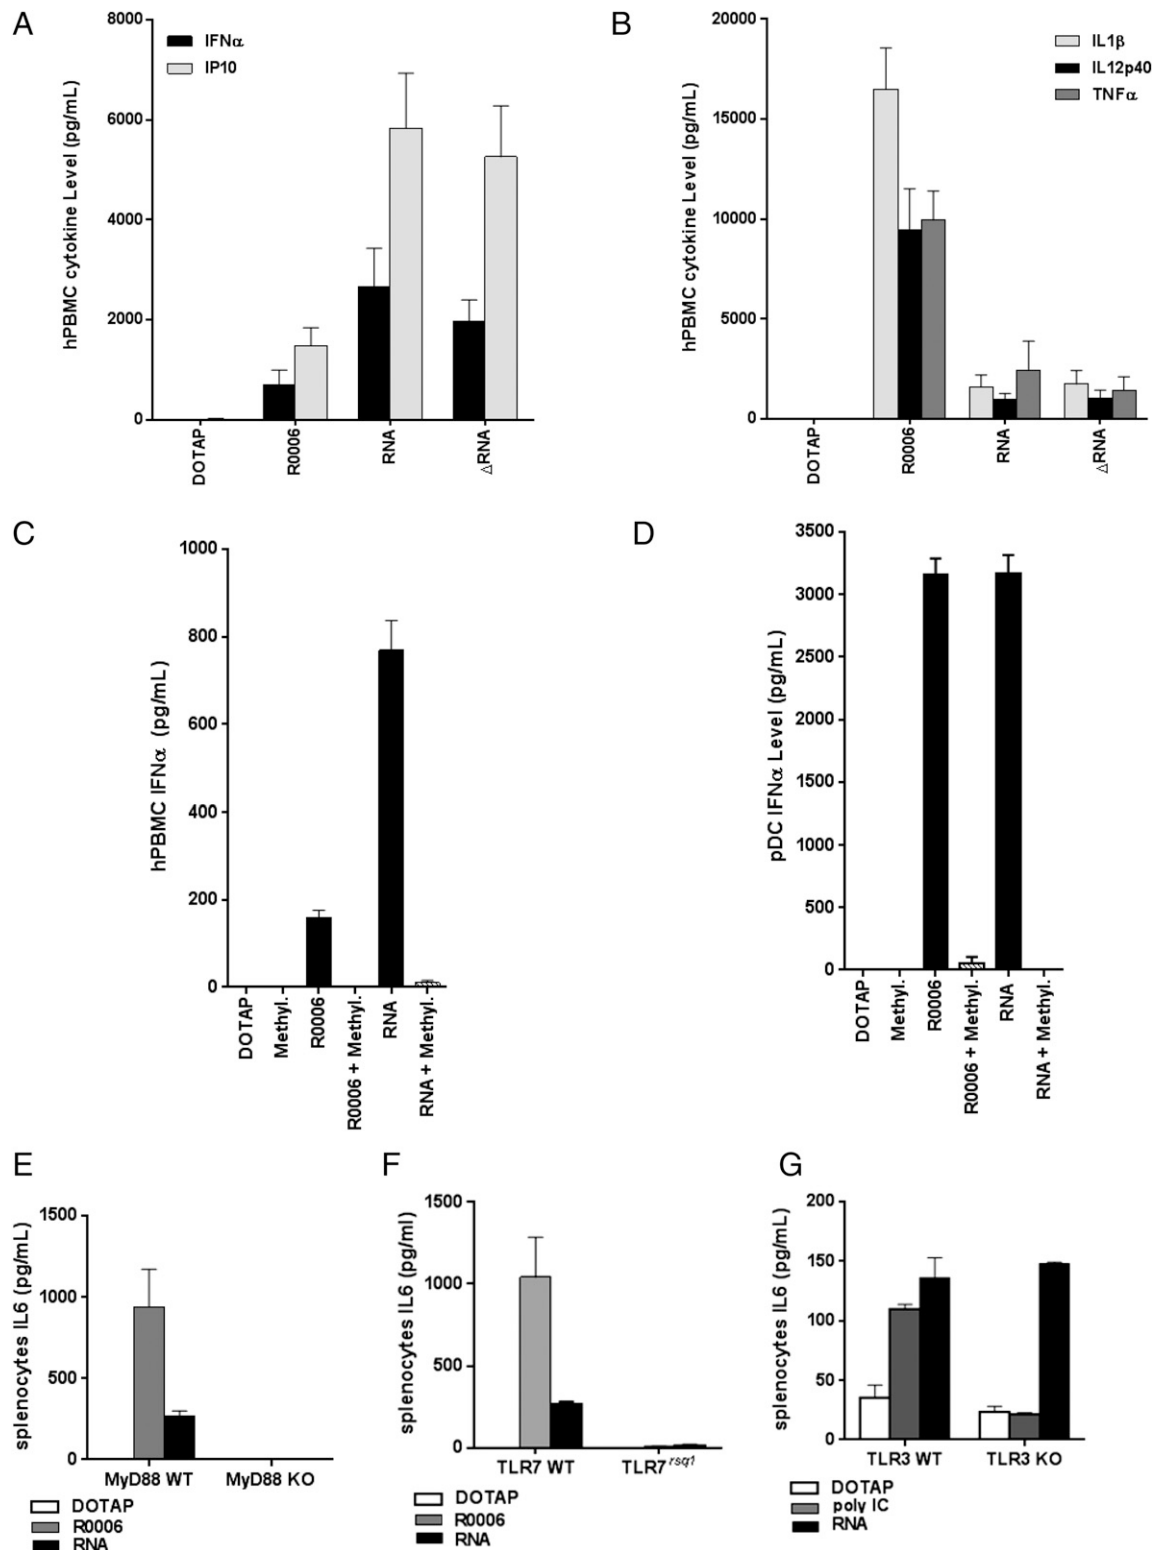 A
hPBMC cytokine Level (pg/mL)
8000
6000
4000
2000
0
IFNα
IP10
DOTAP
R0006
RNA
△RNA
B
hPBMC cytokine Level (pg/mL)
20000
15000
10000
5000
0
IL1β
IL12p40
TNFα
DOTAP
R0006
RNA
△RNA
C
hPBMC IFNα (pg/mL)
1000
800
600
400
200
0
DOTAP
Methyl.
R0006
R0006 + Methyl.
RNA
RNA + Methyl.
D
pDC IFNα Level (pg/mL)
3500
3000
2500
2000
1500
1000
500
0
DOTAP
Methyl.
R0006
R0006 + Methyl.
RNA
RNA + Methyl.
E
splenocytes IL6 (pg/mL)
1500
1000
500
0
MyD88 WT
MyD88 KO
DOTAP
R0006
RNA
F
splenocytes IL6 (pg/ml)
1500
1000
500
0
TLR7 WT
TLR7rsq1
DOTAP
R0006
RNA
G
splenocytes IL6 (pg/mL)
200
150
100
50
0
TLR3 WT
TLR3 KO
DOTAP
poly IC
RNA